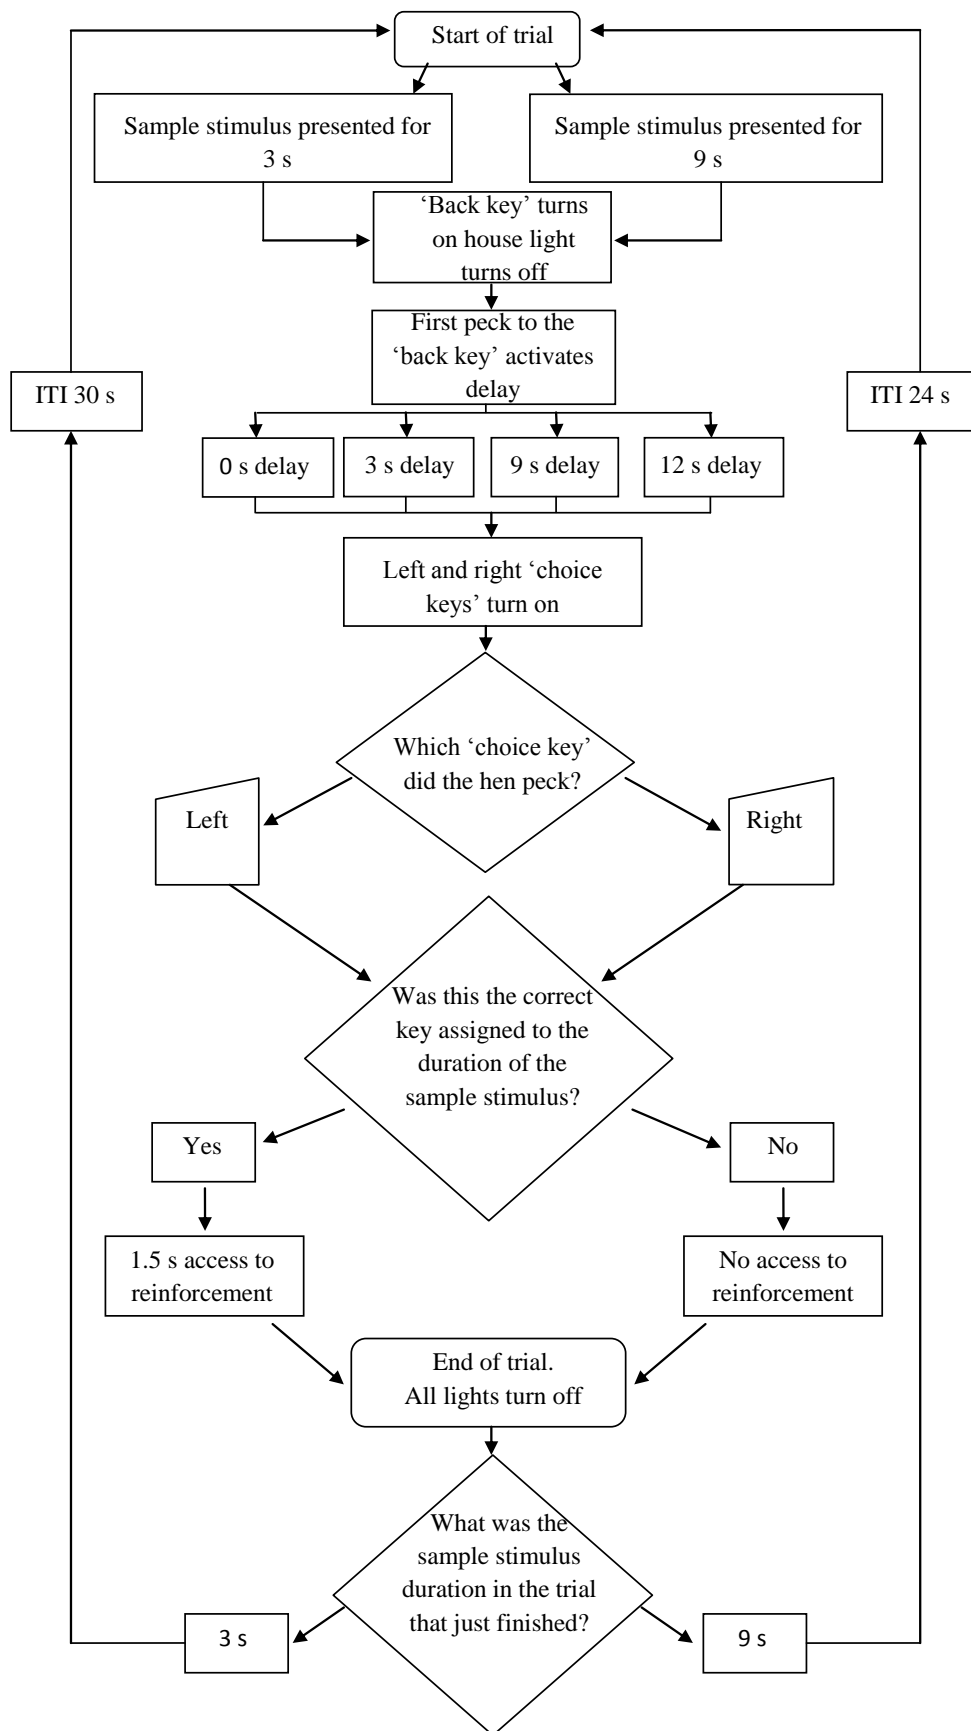 Start of trial
Sample stimulus presented for
3 s
Sample stimulus presented for
9 s
‘Back key’ turns
on house light
turns off
First peck to the
‘back key’ activates
delay
ITI 30 s
ITI 24 s
0 s delay
3 s delay
9 s delay
12 s delay
Left and right ‘choice
keys’ turn on
Which ‘choice key’
did the hen peck?
Left
Right
Was this the correct
key assigned to the
duration of the
sample stimulus?
Yes
No
1.5 s access to
reinforcement
No access to
reinforcement
End of trial.
All lights turn off
What was the
sample stimulus
duration in the trial
that just finished?
3 s
9 s